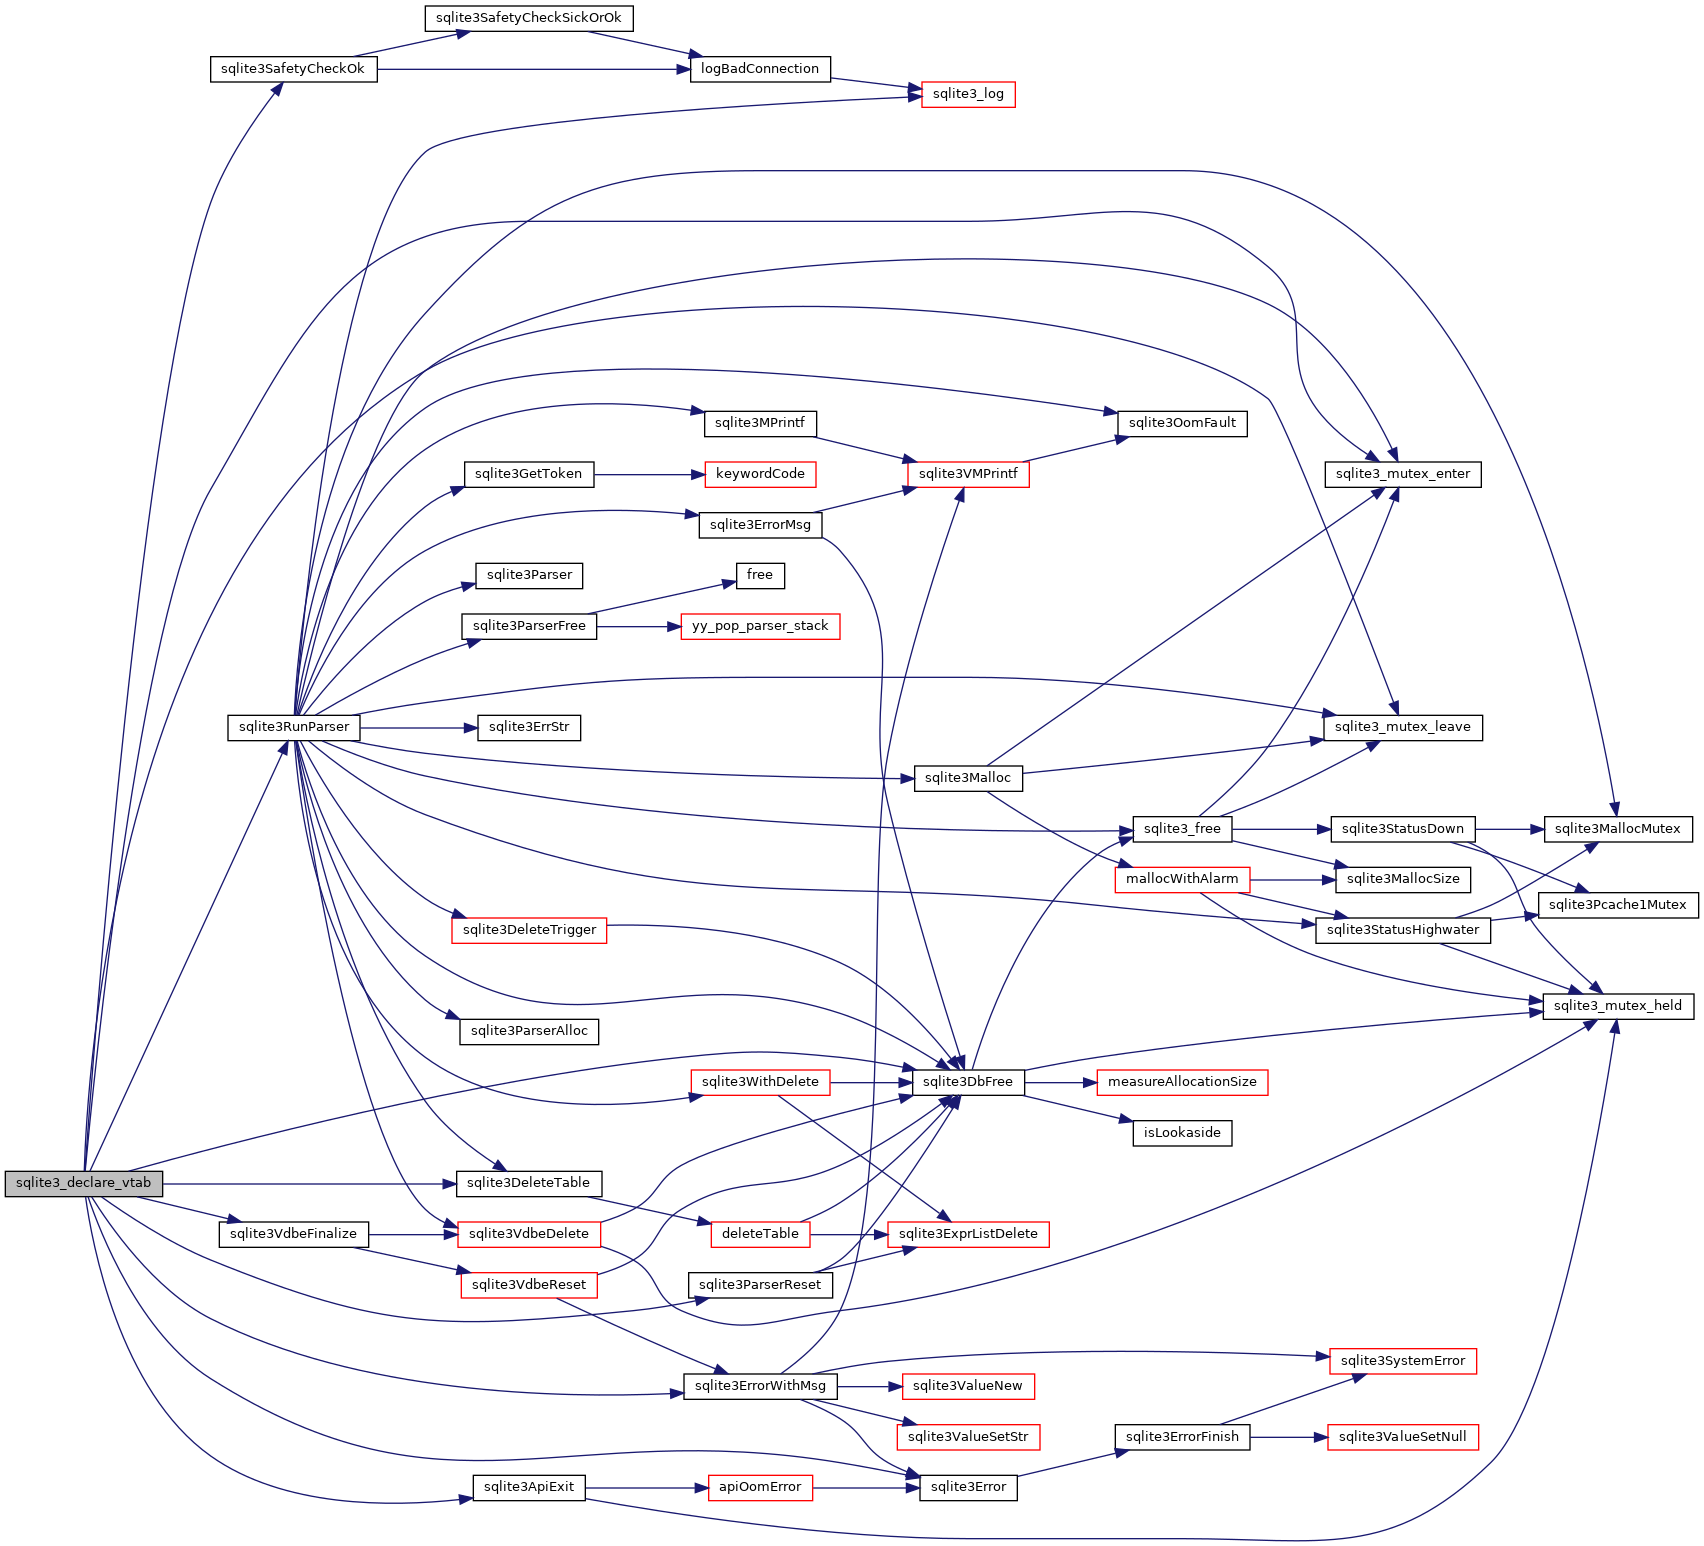 sqlite3SafetyCheckSickOrOk
sqlite3SafetyCheckOk
logBadConnection
sqlite3_log
sqlite3MPrintf
sqlite3OomFault
sqlite3GetToken
keywordCode
sqlite3VMPrintf
sqlite3_mutex_enter
sqlite3ErrorMsg
sqlite3Parser
free
sqlite3ParserFree
yy_pop_parser_stack
sqlite3RunParser
sqlite3ErrStr
sqlite3_mutex_leave
sqlite3Malloc
sqlite3_free
sqlite3StatusDown
sqlite3MallocMutex
mallocWithAlarm
sqlite3MallocSize
sqlite3Pcache1Mutex
sqlite3DeleteTrigger
sqlite3StatusHighwater
sqlite3_mutex_held
sqlite3ParserAlloc
sqlite3WithDelete
sqlite3DbFree
measureAllocationSize
isLookaside
sqlite3_declare_vtab
sqlite3DeleteTable
sqlite3VdbeFinalize
sqlite3VdbeDelete
deleteTable
sqlite3ExprListDelete
sqlite3VdbeReset
sqlite3ParserReset
sqlite3SystemError
sqlite3ErrorWithMsg
sqlite3ValueNew
sqlite3ValueSetStr
sqlite3ErrorFinish
sqlite3ValueSetNull
sqlite3ApiExit
apiOomError
sqlite3Error